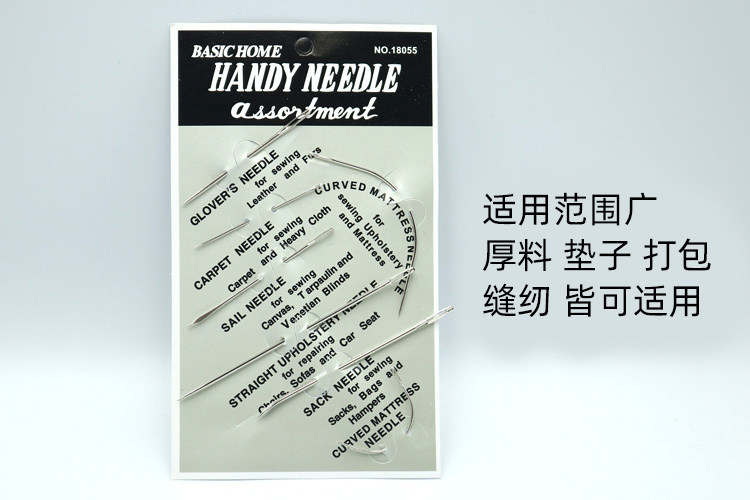 BASIC HOME
NO.18055
HANDY NEEDLE
assortment
GLOVER'S NEEDLE
for sewing
Leather and Furs
CURVED MATTRESS NEEDLE
for
sewing Upholstery
and Mattress
CARPET NEEDLE
for sewing
Carpet and Heavy Cloth
SAIL NEEDLE
for sewing
Canvas, Tarpaulin and
Venetian Blinds
STRAIGHT UPHOLSTERY NEEDLE
for repairing
Chairs, Sofas and Car Seat
SACK NEEDLE
for sewing
Sacks, Bags and
Hampers
CURVED MATTRESS
NEEDLE
适用范围广
厚料 垫子 打包
缝纫 皆可适用